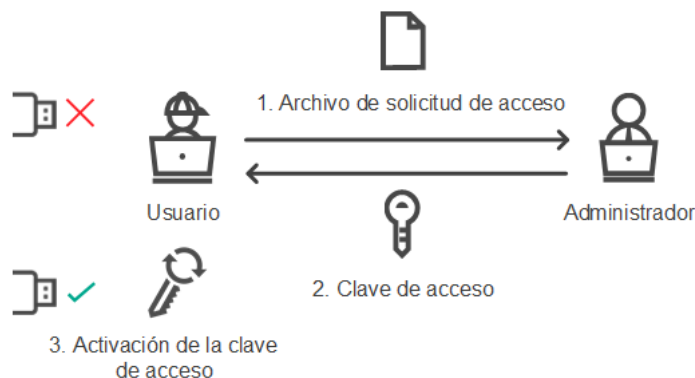 1. Archivo de solicitud de acceso
Usuario
Administrador
2. Clave de acceso
3. Activación de la clave
de acceso